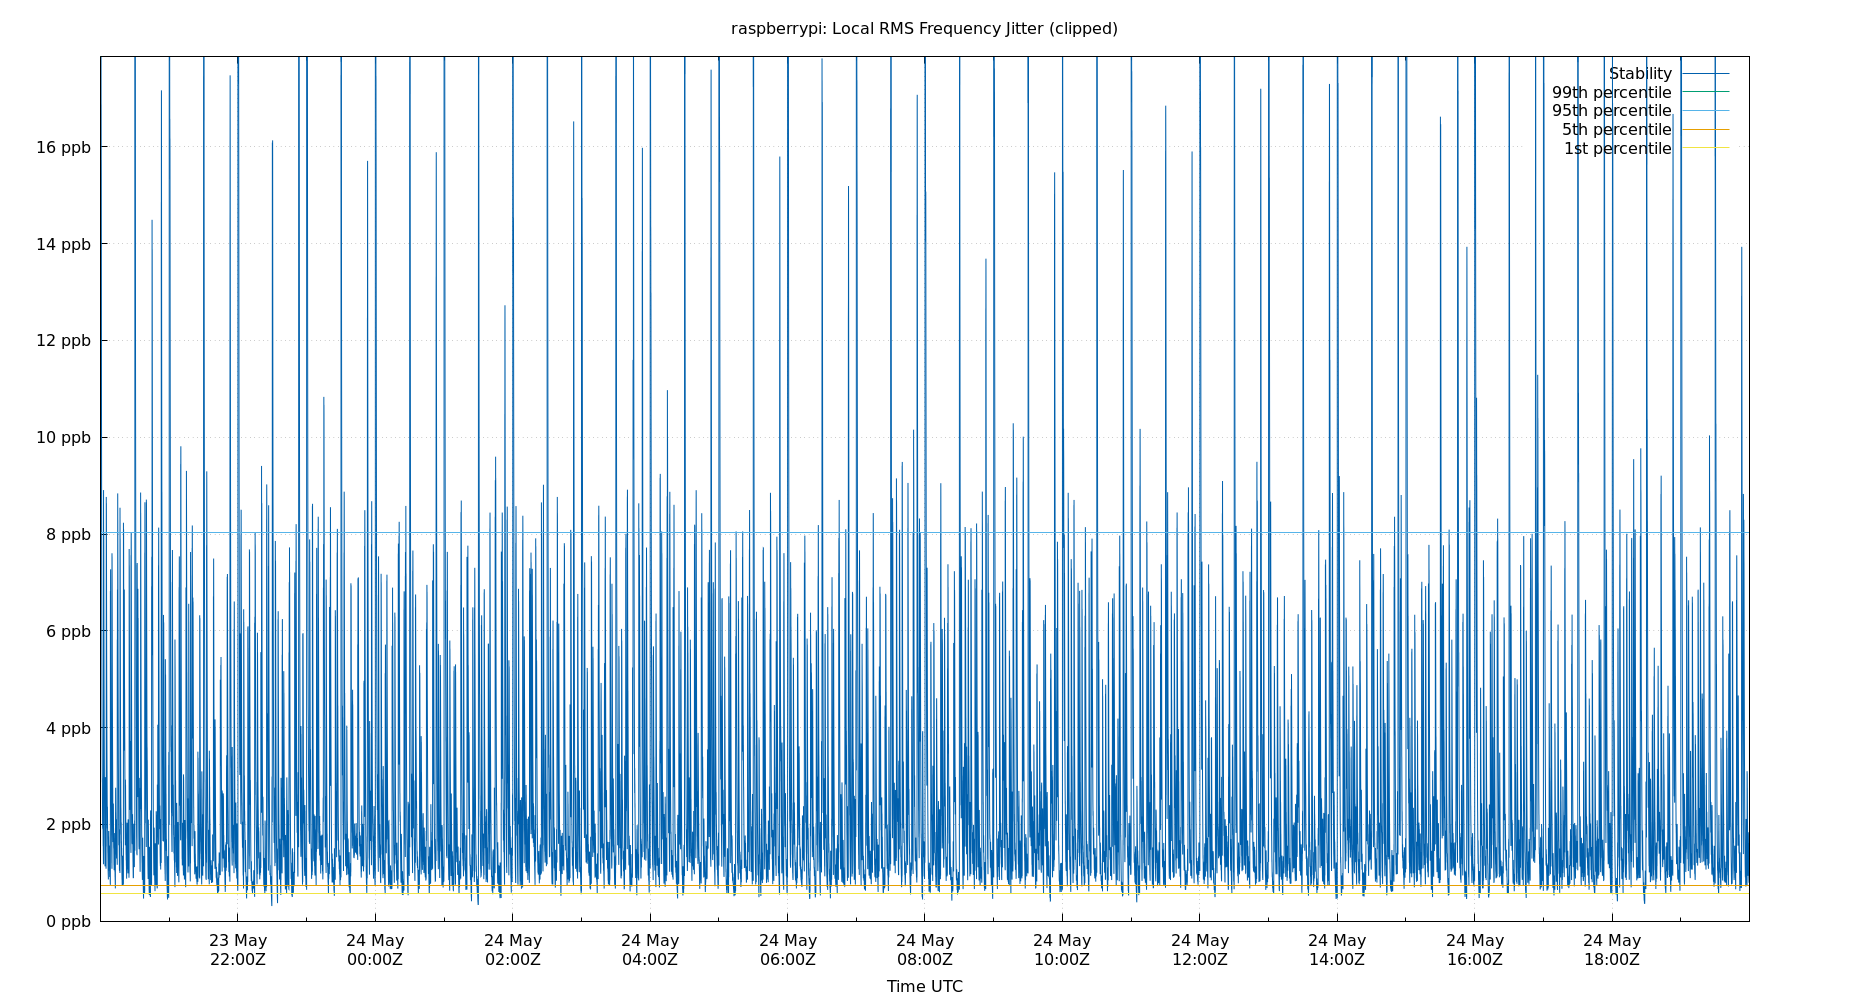 raspberrypi: Local RMS Frequency Jitter (clipped)
Stability
99th percentile
95th percentile
5th percentile
1st percentile
16 ppb
14 ppb
12 ppb
10 ppb
8 ppb
6 ppb
4 ppb
2 ppb
0 ppb
23 May 24 May 24 May 24 May 24 May 24 May 24 May 24 May 24 May 24 May 24 May
22:00Z 00:00Z 02:00Z 04:00Z 06:00Z 08:00Z 10:00Z 12:00Z 14:00Z 16:00Z 18:00Z
Time UTC